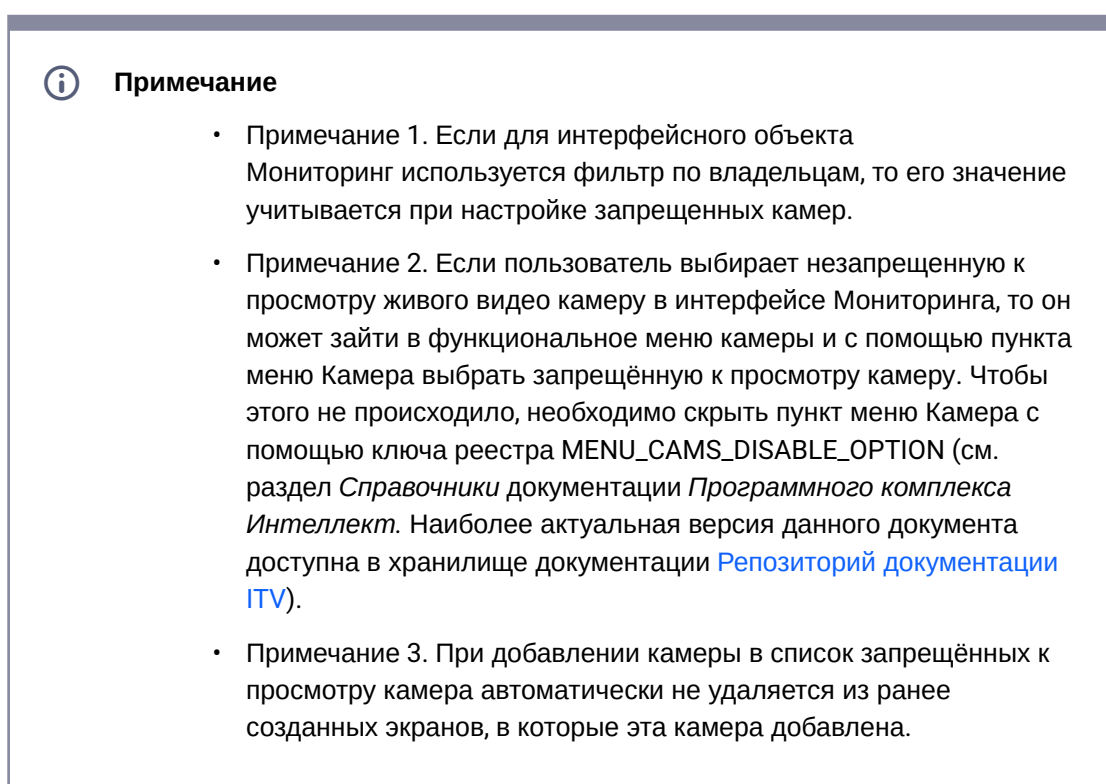 Примечание
• Примечание 1. Если для интерфейсного объекта
Мониторинг используется фильтр по владельцам, то его значение
учитывается при настройке запрещенных камер.
• Примечание 2. Если пользователь выбирает незапрещенную к
просмотру живого видео камеру в интерфейсе Мониторинга, то он
может зайти в функциональное меню камеры и с помощью пункта
меню Камера выбрать запрещённую к просмотру камеру. Чтобы
этого не происходило, необходимо скрыть пункт меню Камера с
помощью ключа реестра MENU_CAMS_DISABLE_OPTION (см.
раздел Справочники документации Программного комплекса
Интеллект. Наиболее актуальная версия данного документа
доступна в хранилище документации Репозиторий документации
ITV).
• Примечание 3. При добавлении камеры в список запрещённых к
просмотру камера автоматически не удаляется из ранее
созданных экранов, в которые эта камера добавлена.